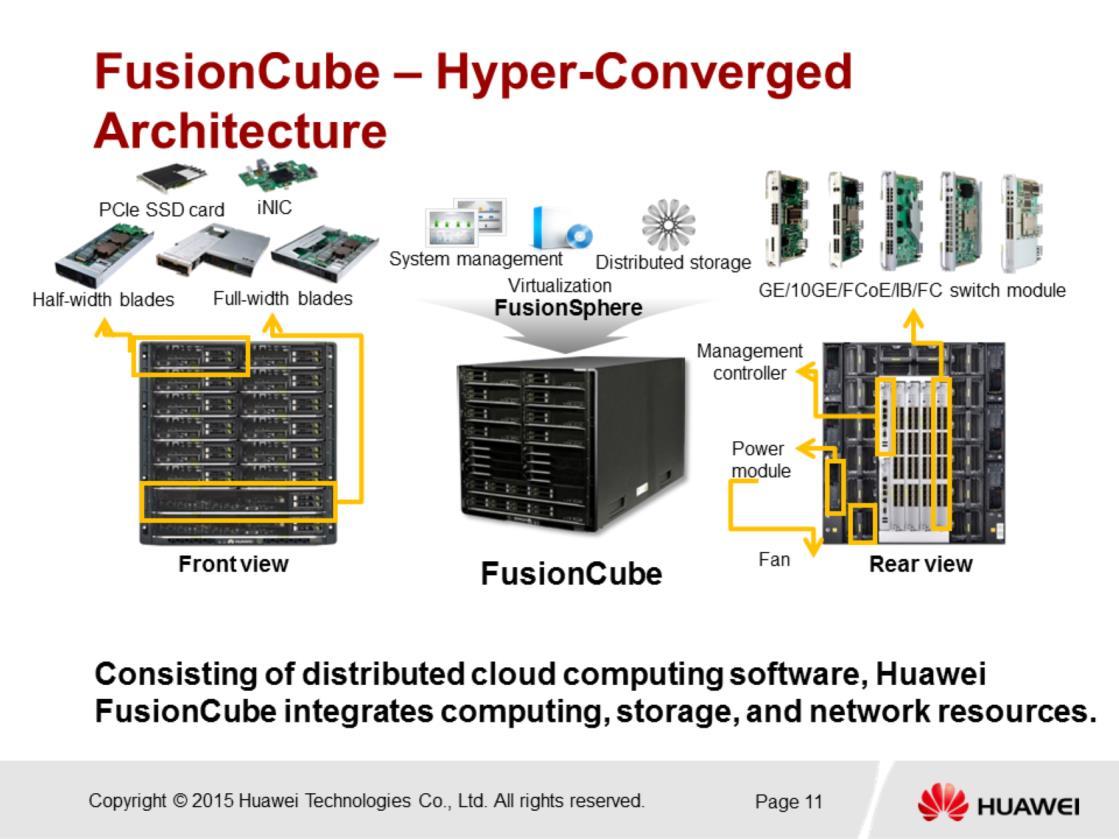 FusionCube – Hyper-Converged
Architecture
PCIe SSD card
iNIC
Half-width blades
Full-width blades
System management
Distributed storage
Virtualization
FusionSphere
GE/10GE/FCoE/IB/FC switch module
Management
controller
Power
module
Fan
Front view
FusionCube
Rear view
Consisting of distributed cloud computing software, Huawei
FusionCube integrates computing, storage, and network resources.
Copyright © 2015 Huawei Technologies Co., Ltd. All rights reserved.
Page 11
HUAWEI